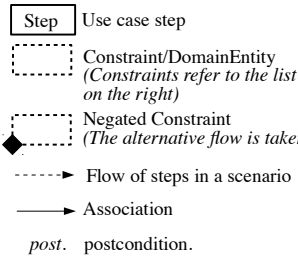 Step Use case step
Constraint/DomainEntity
(Constraints refer to the list
on the right)
Negated Constraint
(The alternative flow is take
Flow of steps in a scenario
Association
post. postcondition.